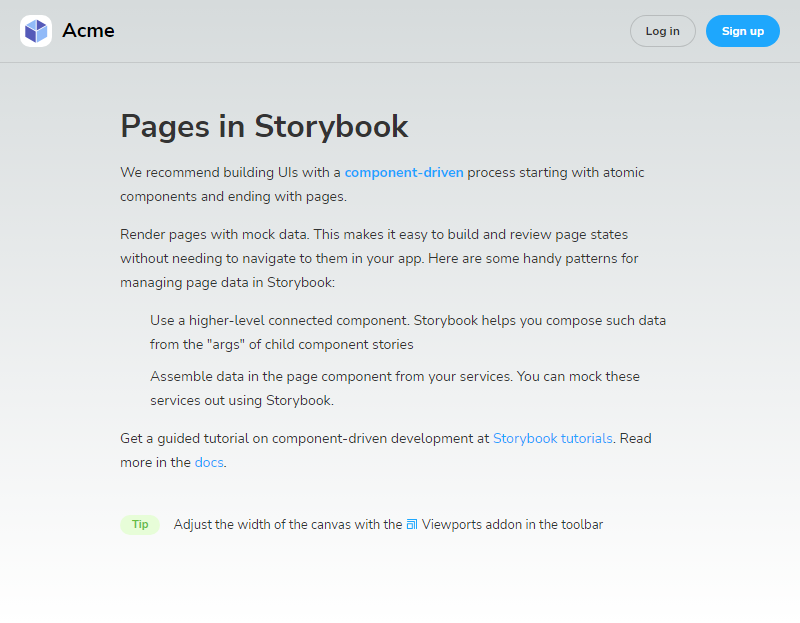 Acme
Log in
Sign up
Pages in Storybook
We recommend building UIs with a component-driven process starting with atomic
components and ending with pages.
Render pages with mock data. This makes it easy to build and review page states
without needing to navigate to them in your app. Here are some handy patterns for
managing page data in Storybook:
Use a higher-level connected component. Storybook helps you compose such data
from the "args" of child component stories
Assemble data in the page component from your services. You can mock these
services out using Storybook.
Get a guided tutorial on component-driven development at Storybook tutorials. Read
more in the docs.
Tip
Adjust the width of the canvas with the Viewports addon in the toolbar